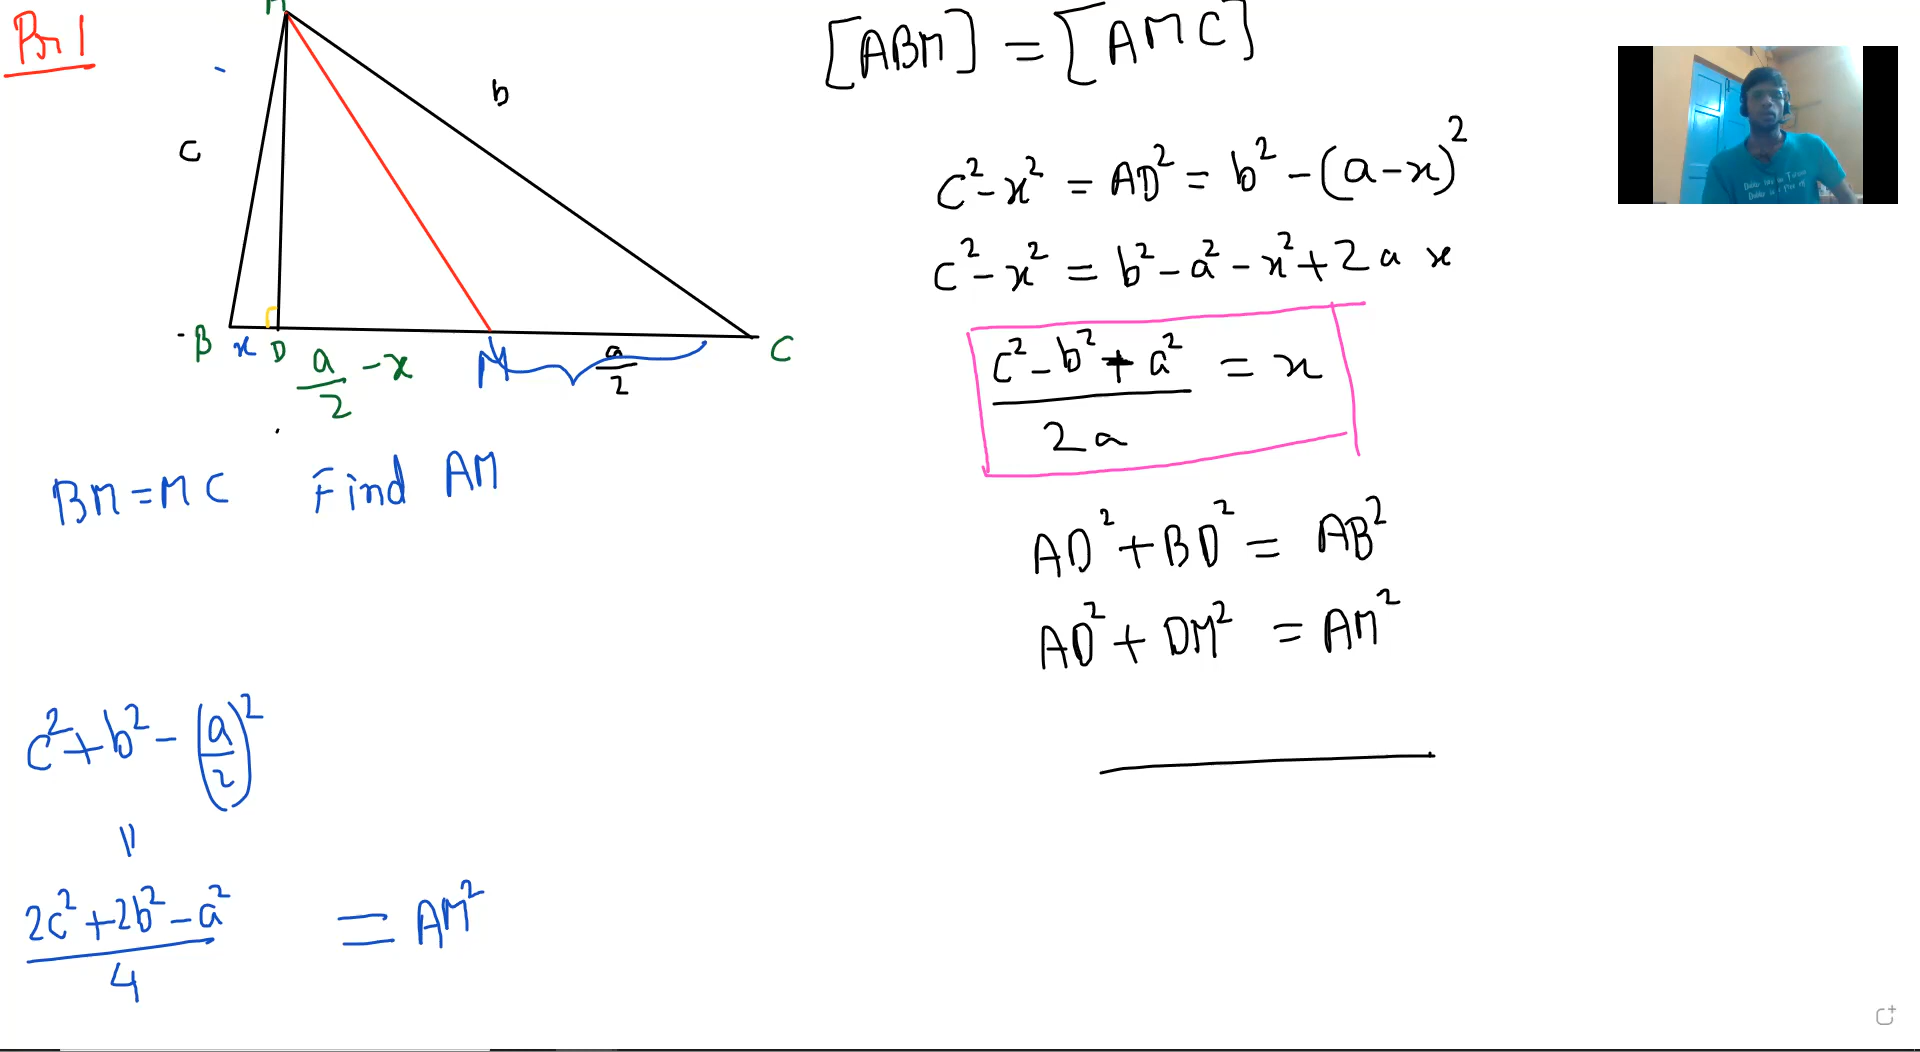 Pr 1
A
b
c
B x D a/2 - x M a/2 C
BM = MC Find AM
c² + b² - (a/2)²
||
(2c² + 2b² - a²)/4 = AM²
[ABM] = [AMC]
c² - x² = AD² = b² - (a - x)²
c² - x² = b² - a² - x² + 2a x
(c² - b² + a²)/2a = x
AD² + BD² = AB²
AD² + DM² = AM²